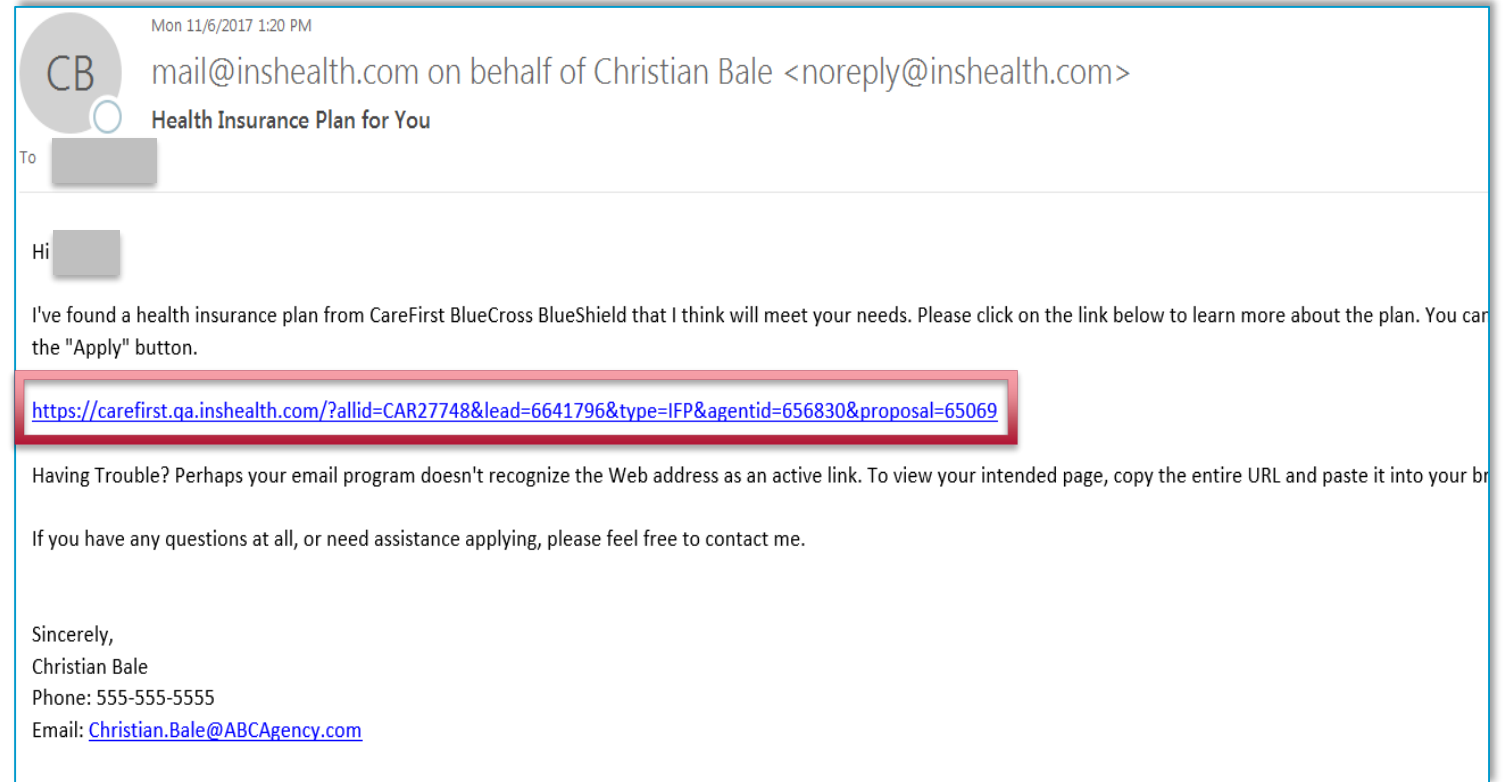 Mon 11/6/2017 1:20 PM
CB
mail@inshealth.com on behalf of Christian Bale <noreply@inshealth.com>
Health Insurance Plan for You
To
Hi
I've found a health insurance plan from CareFirst BlueCross BlueShield that I think will meet your needs. Please click on the link below to learn more about the plan. You can
the "Apply" button.
https://carefirst.qa.inshealth.com/?allid=CAR27748&lead=6641796&type=IFP&agentid=656830&proposal=65069
Having Trouble? Perhaps your email program doesn't recognize the Web address as an active link. To view your intended page, copy the entire URL and paste it into your
If you have any questions at all, or need assistance applying, please feel free to contact me.
Sincerely,
Christian Bale
Phone: 555-555-5555
Email: Christian.Bale@ABCAgency.com